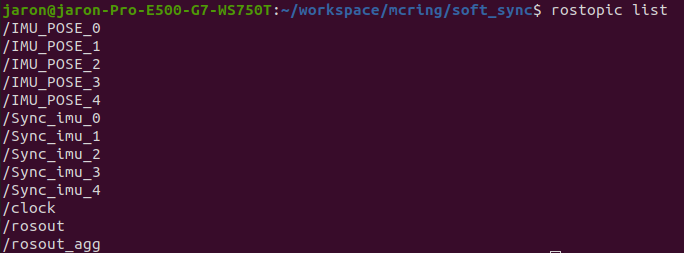 jaron@jaron-Pro-E500-G7-WS750T:~/workspace/mcring/soft_sync$ rostopic list
/IMU_POSE_0
/IMU_POSE_1
/IMU_POSE_2
/IMU_POSE_3
/IMU_POSE_4
/Sync_imu_0
/Sync_imu_1
/Sync_imu_2
/Sync_imu_3
/Sync_imu_4
/clock
/rosout
/rosout_agg